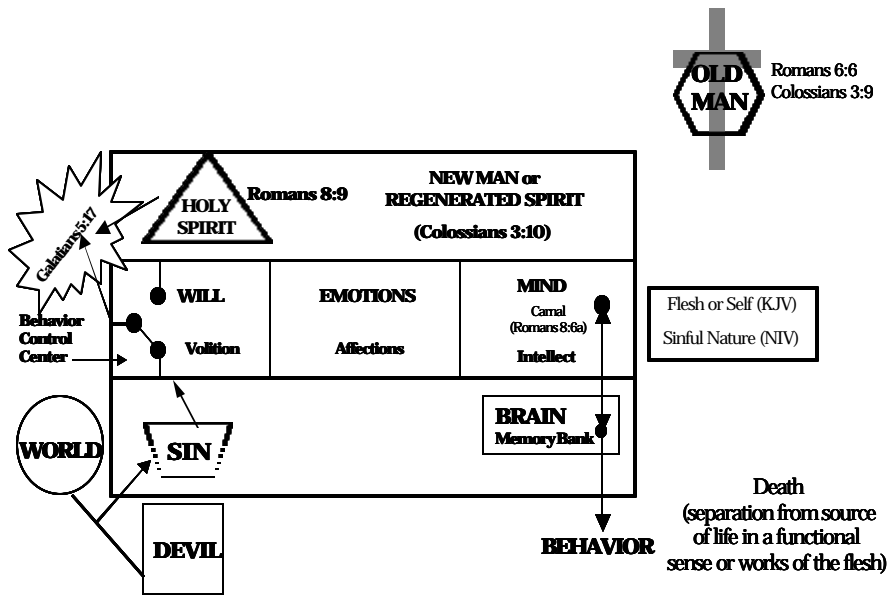 OLD
MAN
Romans 6:6
Colossians 3:9
HOLY
SPIRIT
Romans 8:9
NEW MAN or
REGENERATED SPIRIT
(Colossians 3:10)
Galatians 5:17
WILL
Volition
EMOTIONS
Affections
MIND
Carnal
(Romans 8:6a)
Intellect
Flesh or Self (KJV)
Sinful Nature (NIV)
Behavior
Control
Center
WORLD
SIN
DEVIL
BRAIN
Memory Bank
BEHAVIOR
Death
(separation from source
of life in a functional
sense or works of the flesh)